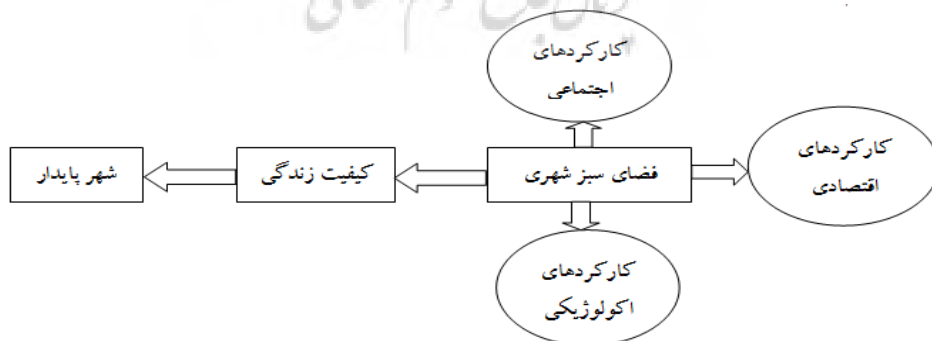 کارکردهای
اجتماعی
کارکردهای
اقتصادی
فضای سبز شهری
کیفیت زندگی
شهر پایدار
کارکردهای
اکولوژیکی